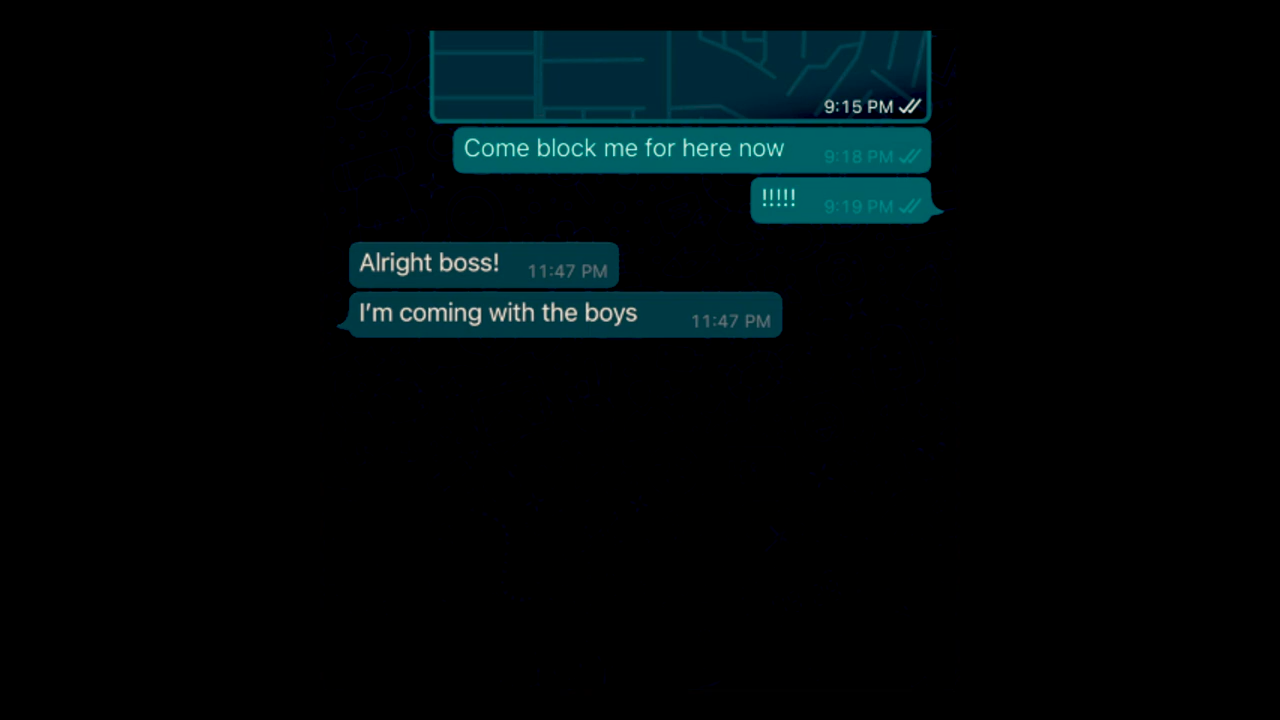 9:15 PM
Come block me for here now 9:18 PM
!!!!! 9:19 PM
Alright boss! 11:47 PM
I'm coming with the boys 11:47 PM